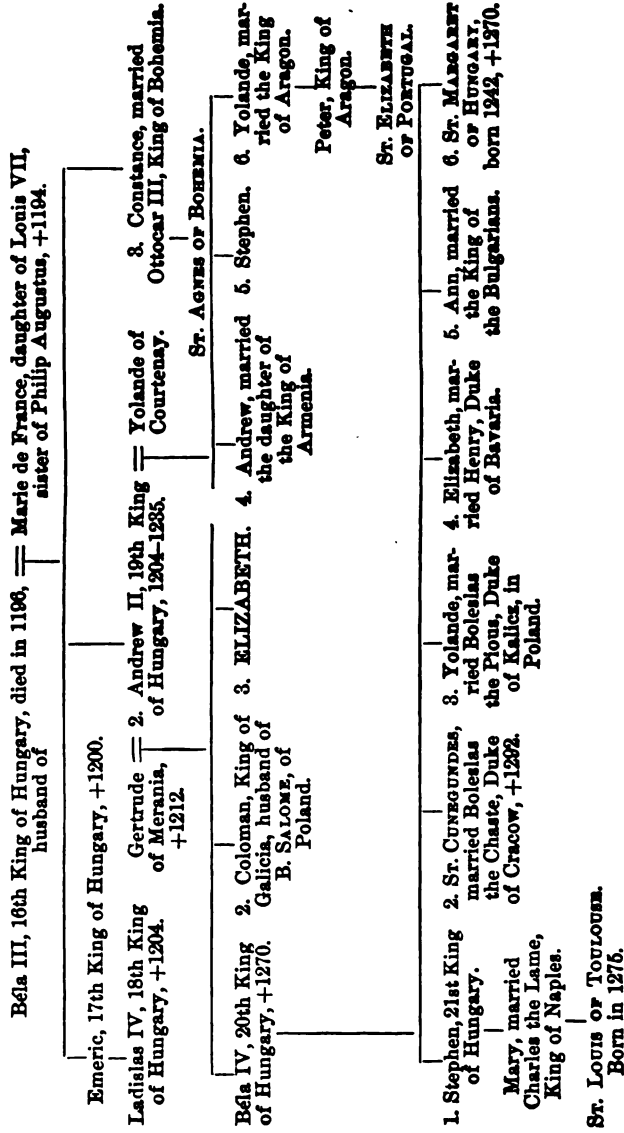 Béla III, 16th King of Hungary, died in 1196, == Marie de France, daughter of Louis VII,
husband of
sister of Philip Augustus, +1194.
Emeric, 17th King of Hungary, +1200.
Ladislas IV, 18th King
of Hungary, +1204.
Gertrude == 2. Andrew II, 19th King == Yolande of
of Merania,
+1212.
of Hungary, 1204-1235.
Courtenay.
3. Constance, married
Ottocar III, King of Bohemia.
ST. AGNES OF BOHEMIA.
Béla IV, 20th King
of Hungary, +1270.
2. Coloman, King of
Galicia, husband of
B. SALOME, of
Poland.
3. ELIZABETH.
4. Andrew, married
the daughter of
the King of
Armenia.
5. Stephen.
6. Yolande, mar-
ried the King
of Aragon.
Peter, King of
Aragon.
ST. ELIZABETH
OF PORTUGAL.
1. Stephen, 21st King
of Hungary.
Mary, married
Charles the Lame,
King of Naples.
ST. LOUIS OF TOULOUSE.
Born in 1275.
2. ST. CUNEGUNDES,
married Boleslas
the Chaste, Duke
of Cracow, +1292.
3. Yolande, mar-
ried Boleslas
the Pious, Duke
of Kalicz, in
Poland.
4. Elizabeth, mar-
ried Henry, Duke
of Bavaria.
5. Ann, married
the King of
the Bulgarians.
6. ST. MARGARET
OF HUNGARY,
born 1242, +1270.